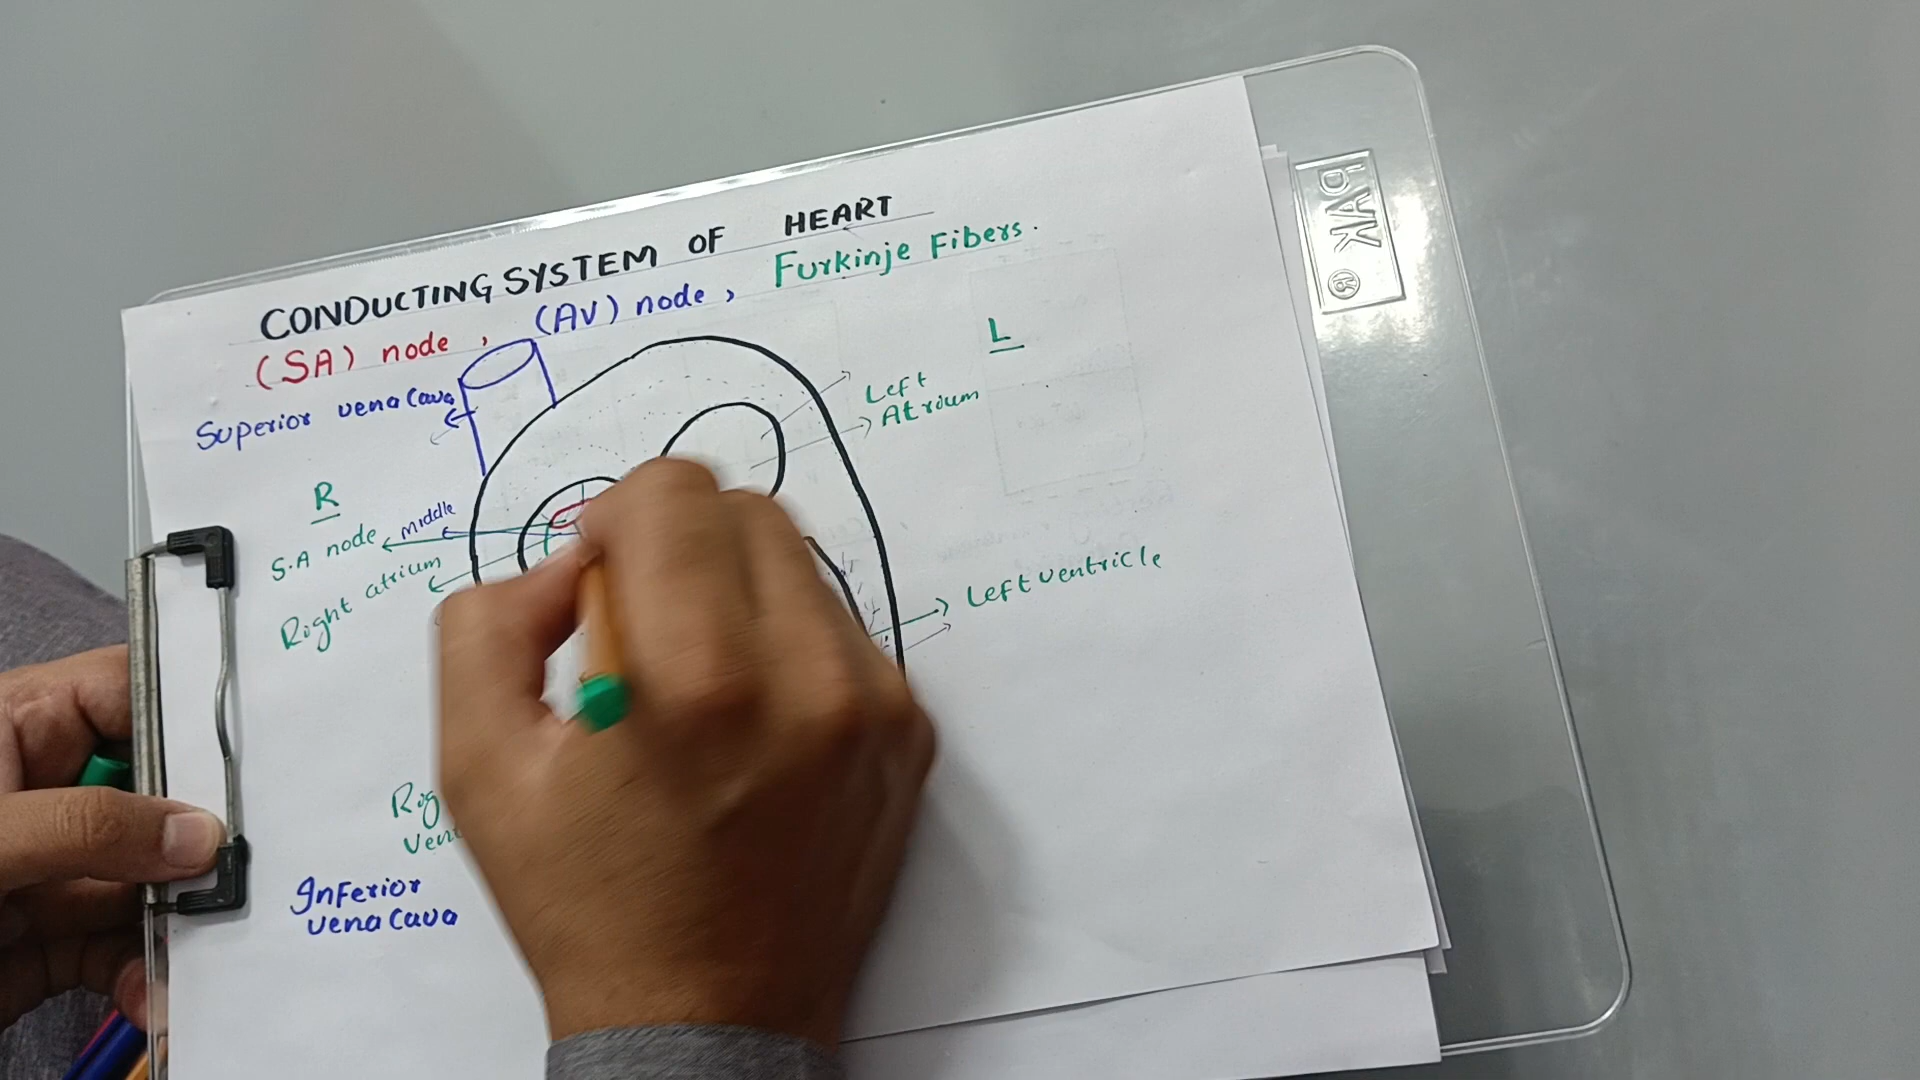 CONDUCTING SYSTEM OF HEART
(SA) node , (AV) node , Furkinje Fibers.
Superior vena Cava
L
Left
Atrium
R
S.A node
middle
Right atrium
Left ventricle
Inferior
vena Cava
PAK ®